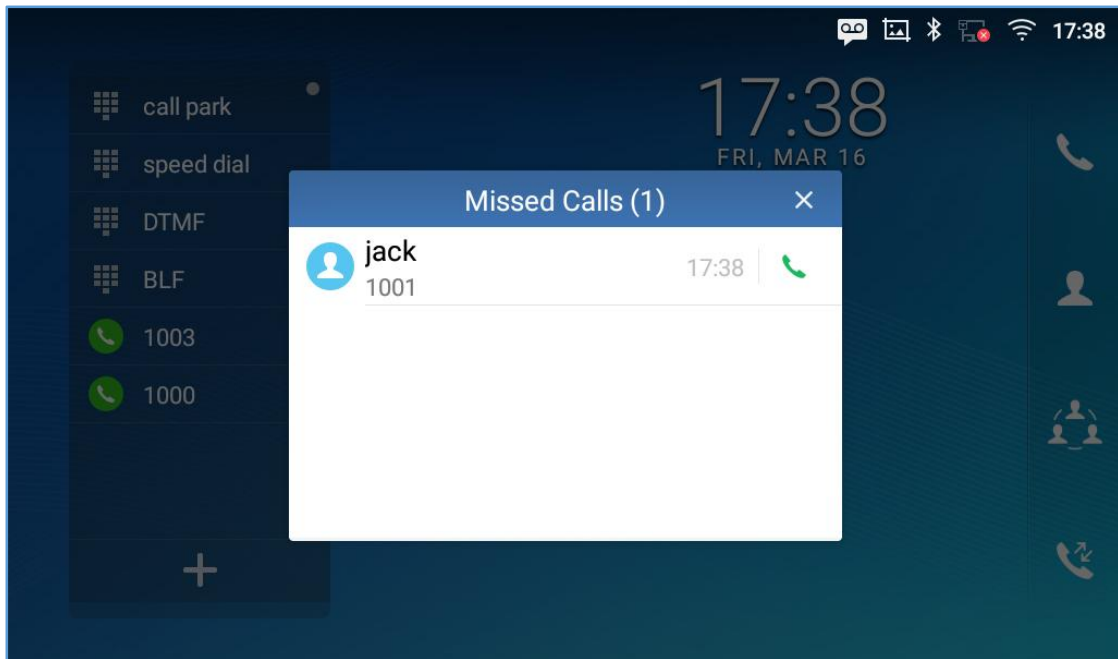 17:38
17:38
FRI, MAR 16
call park
speed dial
DTMF
BLF
1003
1000
Missed Calls (1)
jack
1001
17:38